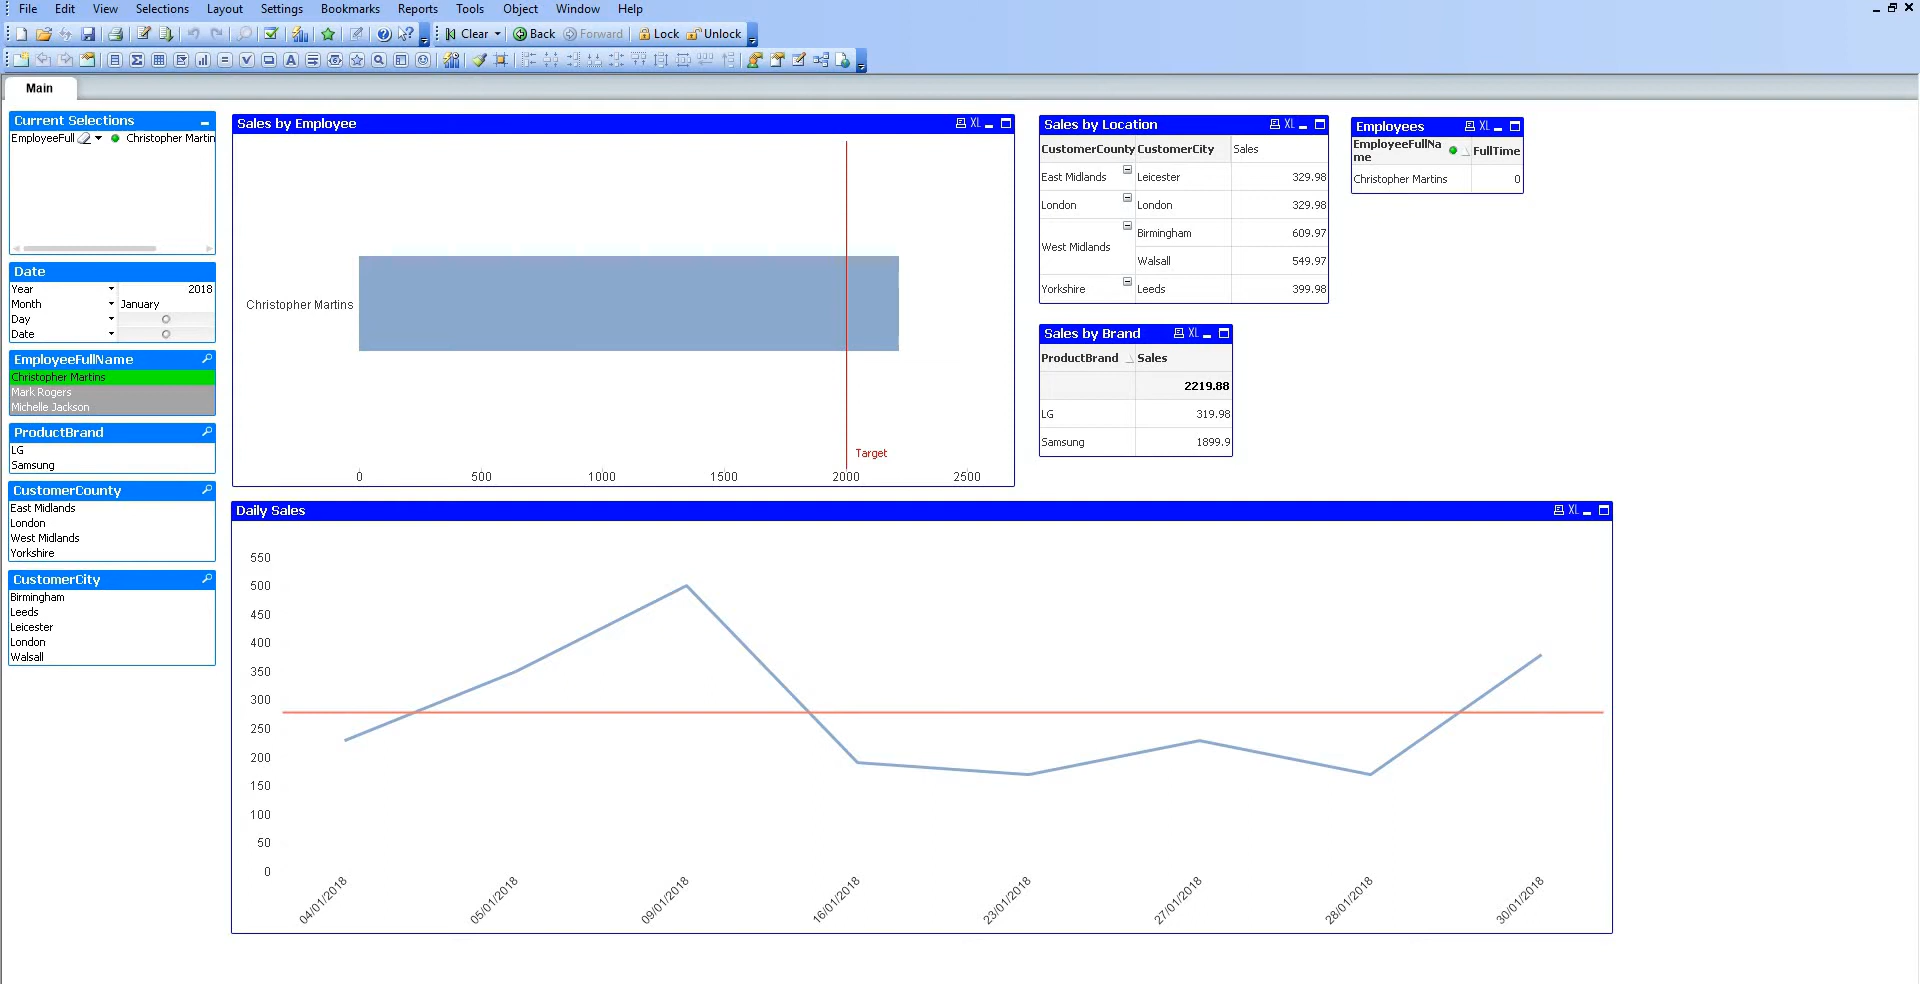 File Edit View Selections Layout Settings Bookmarks Reports Tools Object Window Help
Clear Back Forward Lock Unlock
Main
Current Selections
EmployeeFull Christopher Martin
Date
Year 2018
Month January
Day
Date
EmployeeFullName
Christopher Martins
Mark Rogers
Michelle Jackson
ProductBrand
LG
Samsung
CustomerCounty
East Midlands
London
West Midlands
Yorkshire
CustomerCity
Birmingham
Leeds
Leicester
London
Walsall
Sales by Employee XL
Christopher Martins
Target
0 500 1000 1500 2000 2500
Sales by Location XL
CustomerCounty CustomerCity Sales
East Midlands Leicester 329.98
London London 329.98
West Midlands Birmingham 609.97
Walsall 549.97
Yorkshire Leeds 399.98
Employees XL
EmployeeFullNa
me FullTime
Christopher Martins 0
Sales by Brand XL
ProductBrand Sales
2219.88
LG 319.98
Samsung 1899.9
Daily Sales XL
550
500
450
400
350
300
250
200
150
100
50
0
04/01/2018 05/01/2018 09/01/2018 16/01/2018 23/01/2018 27/01/2018 28/01/2018 30/01/2018